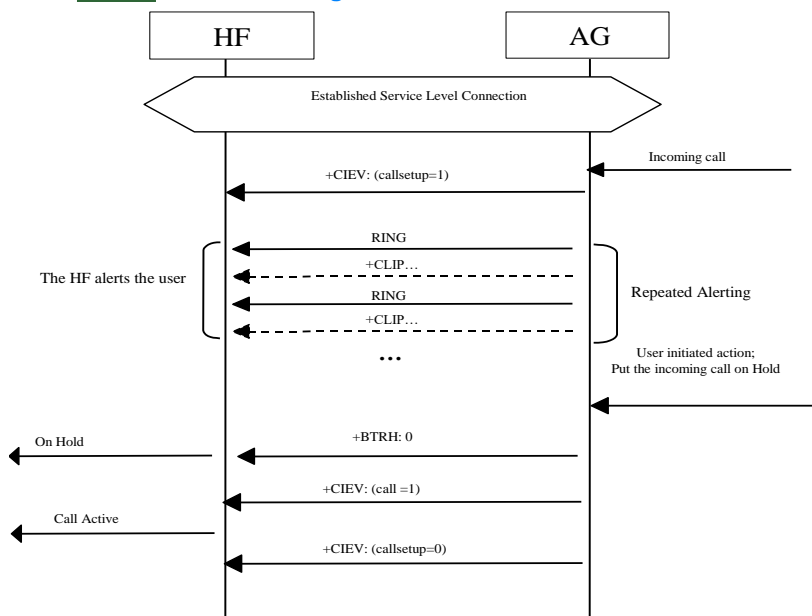 HF
AG
Established Service Level Connection
Incoming call
+CIEV: (callsetup=1)
RING
+CLIP…
The HF alerts the user
RING
Repeated Alerting
+CLIP…
…
User initiated action;
Put the incoming call on Hold
+BTRH: 0
On Hold
+CIEV: (call =1)
Call Active
+CIEV: (callsetup=0)